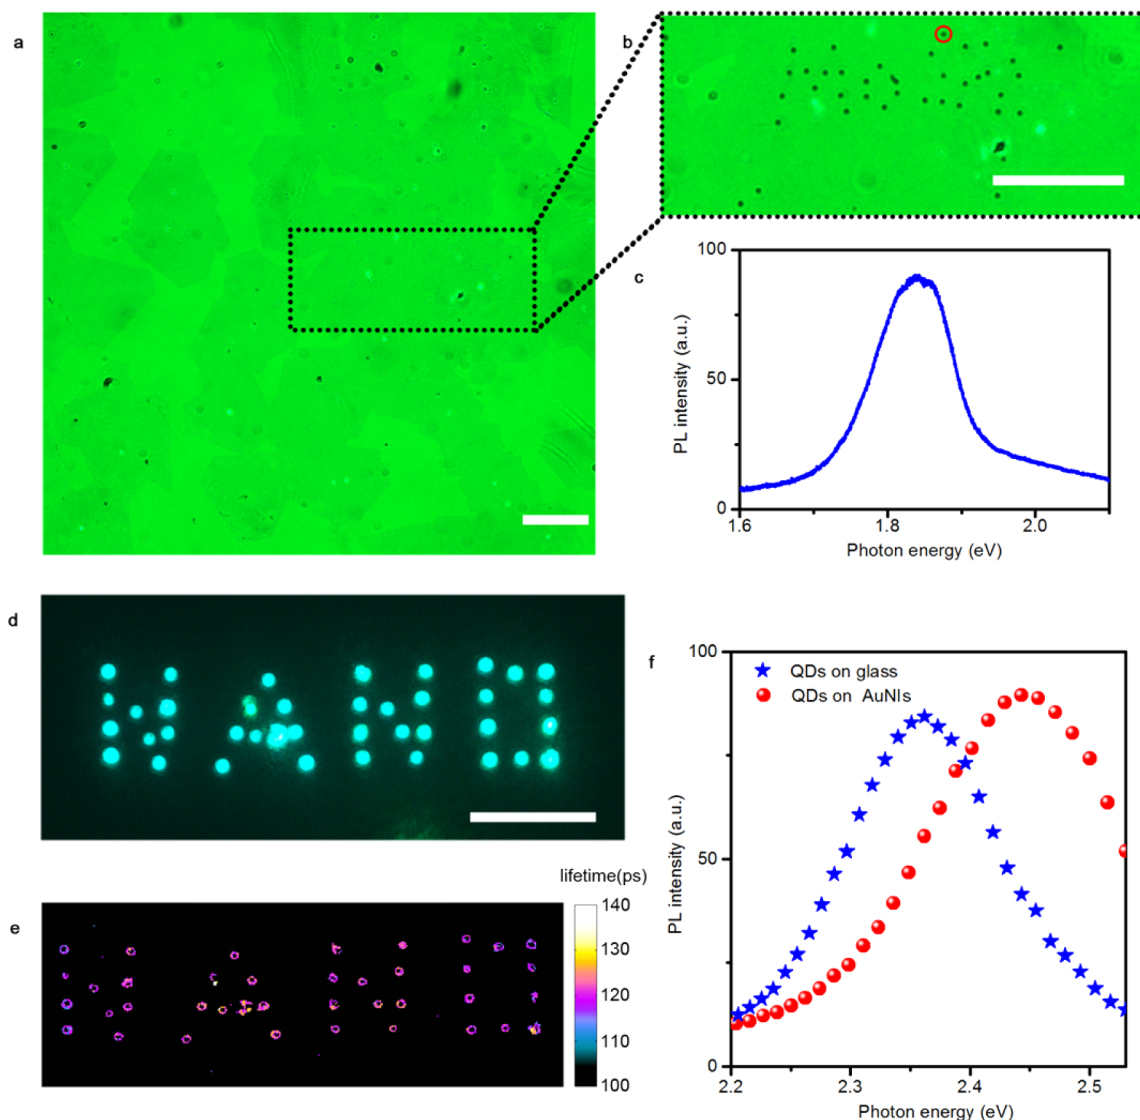 a
b
c
100
50
0
PL intensity (a.u.)
1.6
1.8
2.0
Photon energy (eV)
d
NANO
e
lifetime(ps)
140
130
120
110
100
f
QDs on glass
QDs on AuNIs
100
50
0
PL intensity (a.u.)
2.2
2.3
2.4
2.5
Photon energy (eV)